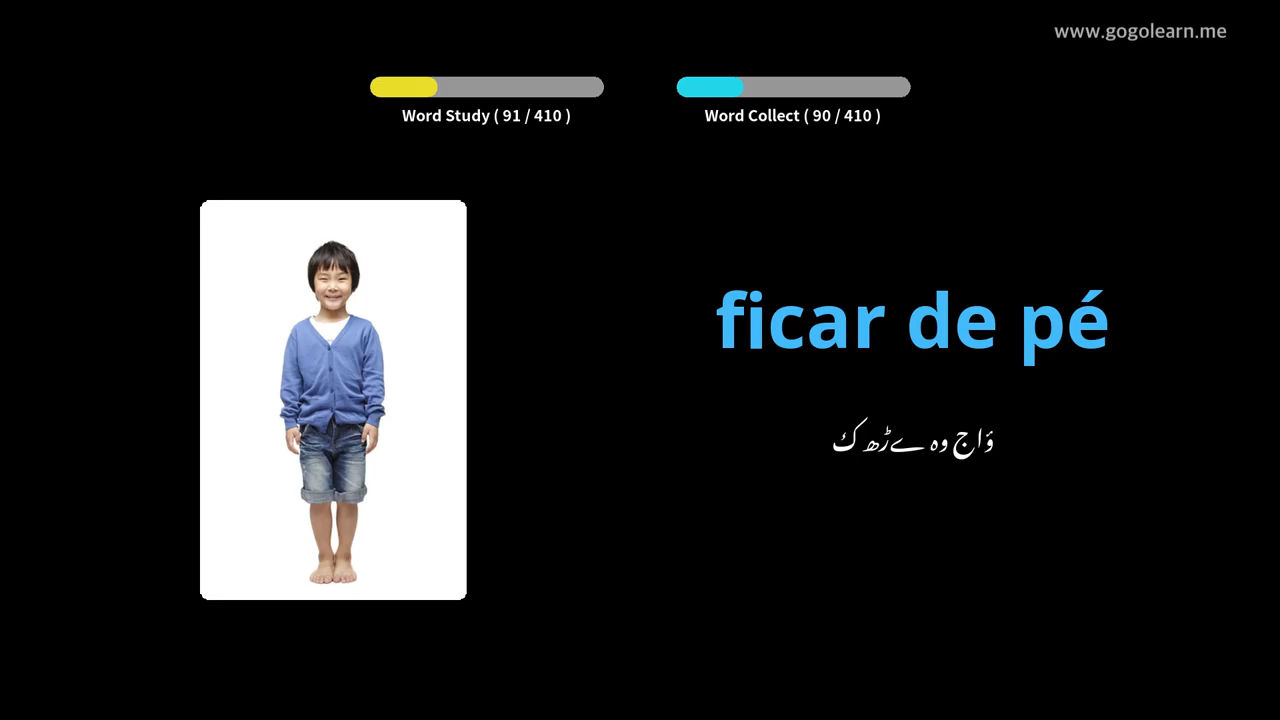 www.gogolearn.me
Word Study ( 91 / 410 )
Word Collect ( 90 / 410 )
ficar de pé
ؤاج وہ ےڑھک